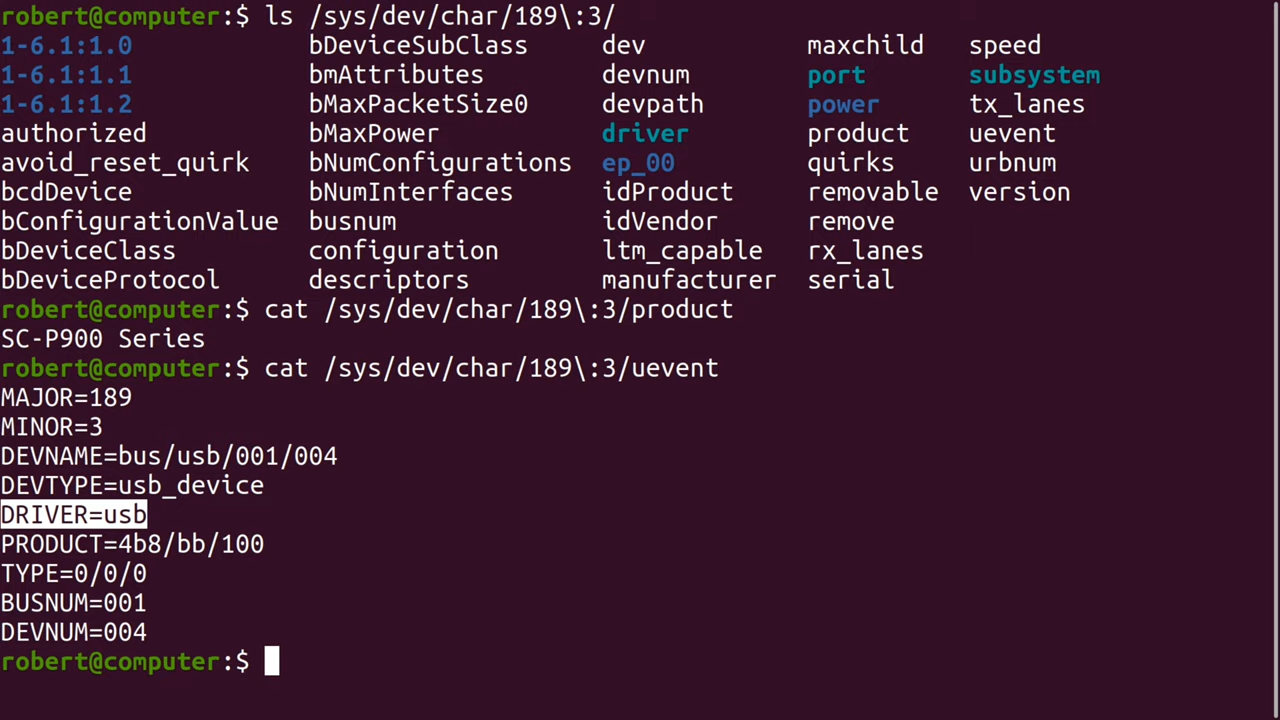 robert@computer:$ ls /sys/dev/char/189\:3/
1-6.1:1.0 bDeviceSubClass dev maxchild speed
1-6.1:1.1 bmAttributes devnum port subsystem
1-6.1:1.2 bMaxPacketSize0 devpath power tx_lanes
authorized bMaxPower driver product uevent
avoid_reset_quirk bNumConfigurations ep_00 quirks urbnum
bcdDevice bNumInterfaces idProduct removable version
bConfigurationValue busnum idVendor remove
bDeviceClass configuration ltm_capable rx_lanes
bDeviceProtocol descriptors manufacturer serial
robert@computer:$ cat /sys/dev/char/189\:3/product
SC-P900 Series
robert@computer:$ cat /sys/dev/char/189\:3/uevent
MAJOR=189
MINOR=3
DEVNAME=bus/usb/001/004
DEVTYPE=usb_device
DRIVER=usb
PRODUCT=4b8/bb/100
TYPE=0/0/0
BUSNUM=001
DEVNUM=004
robert@computer:$